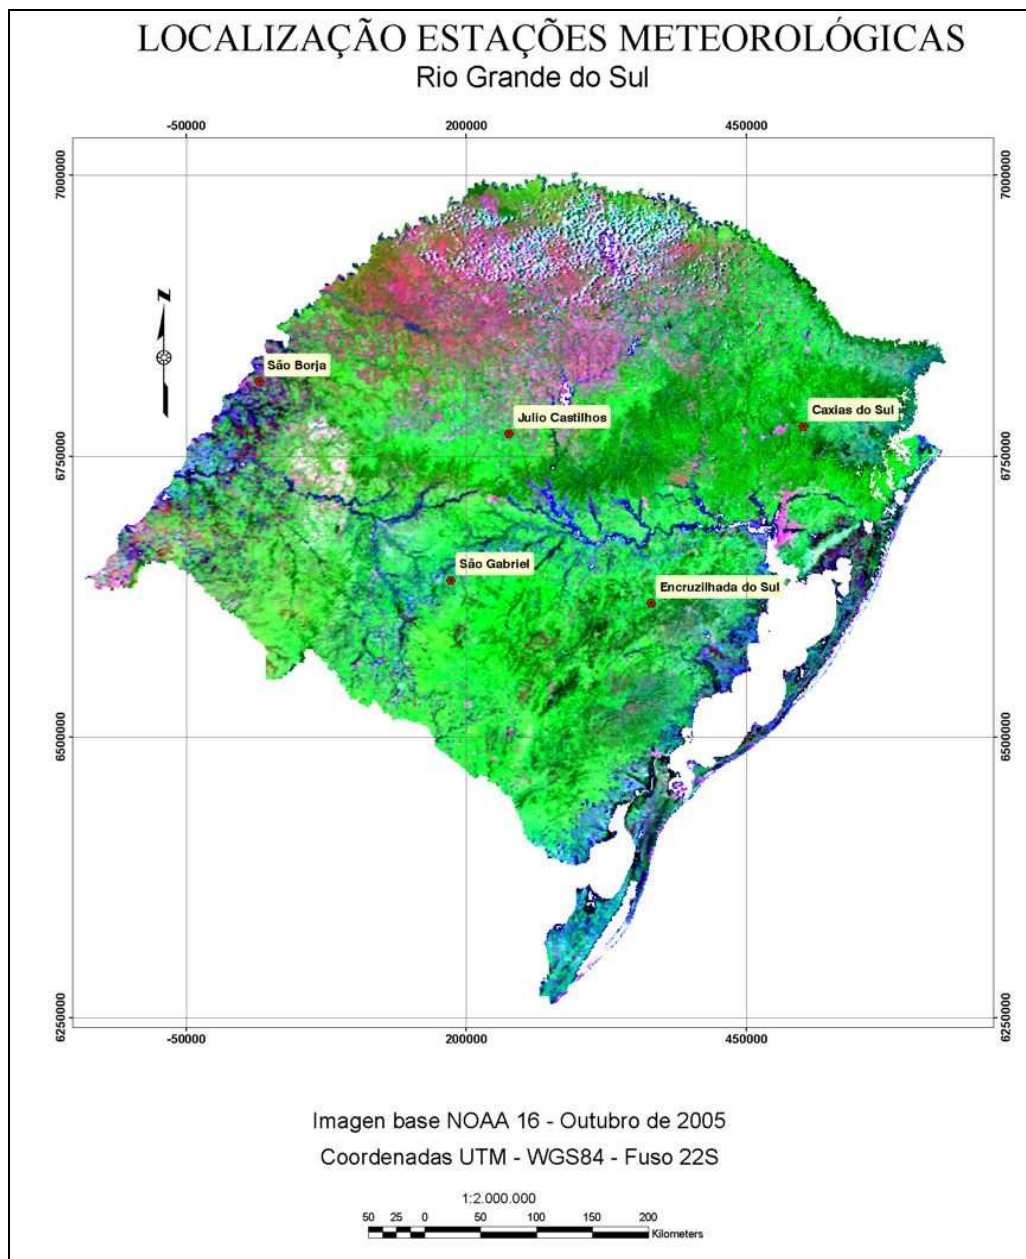 LOCALIZAÇÃO ESTAÇÕES METEOROLÓGICAS
Rio Grande do Sul
-50000 200000 450000
7000000 7000000
N
São Borja
Julio Castilhos
Caxias do Sul
6750000 6750000
São Gabriel
Encruzilhada do Sul
6500000 6500000
6250000 6250000
-50000 200000 450000
Imagen base NOAA 16 - Outubro de 2005
Coordenadas UTM - WGS84 - Fuso 22S
1:2.000.000
50 25 0 50 100 150 200
Kilometers